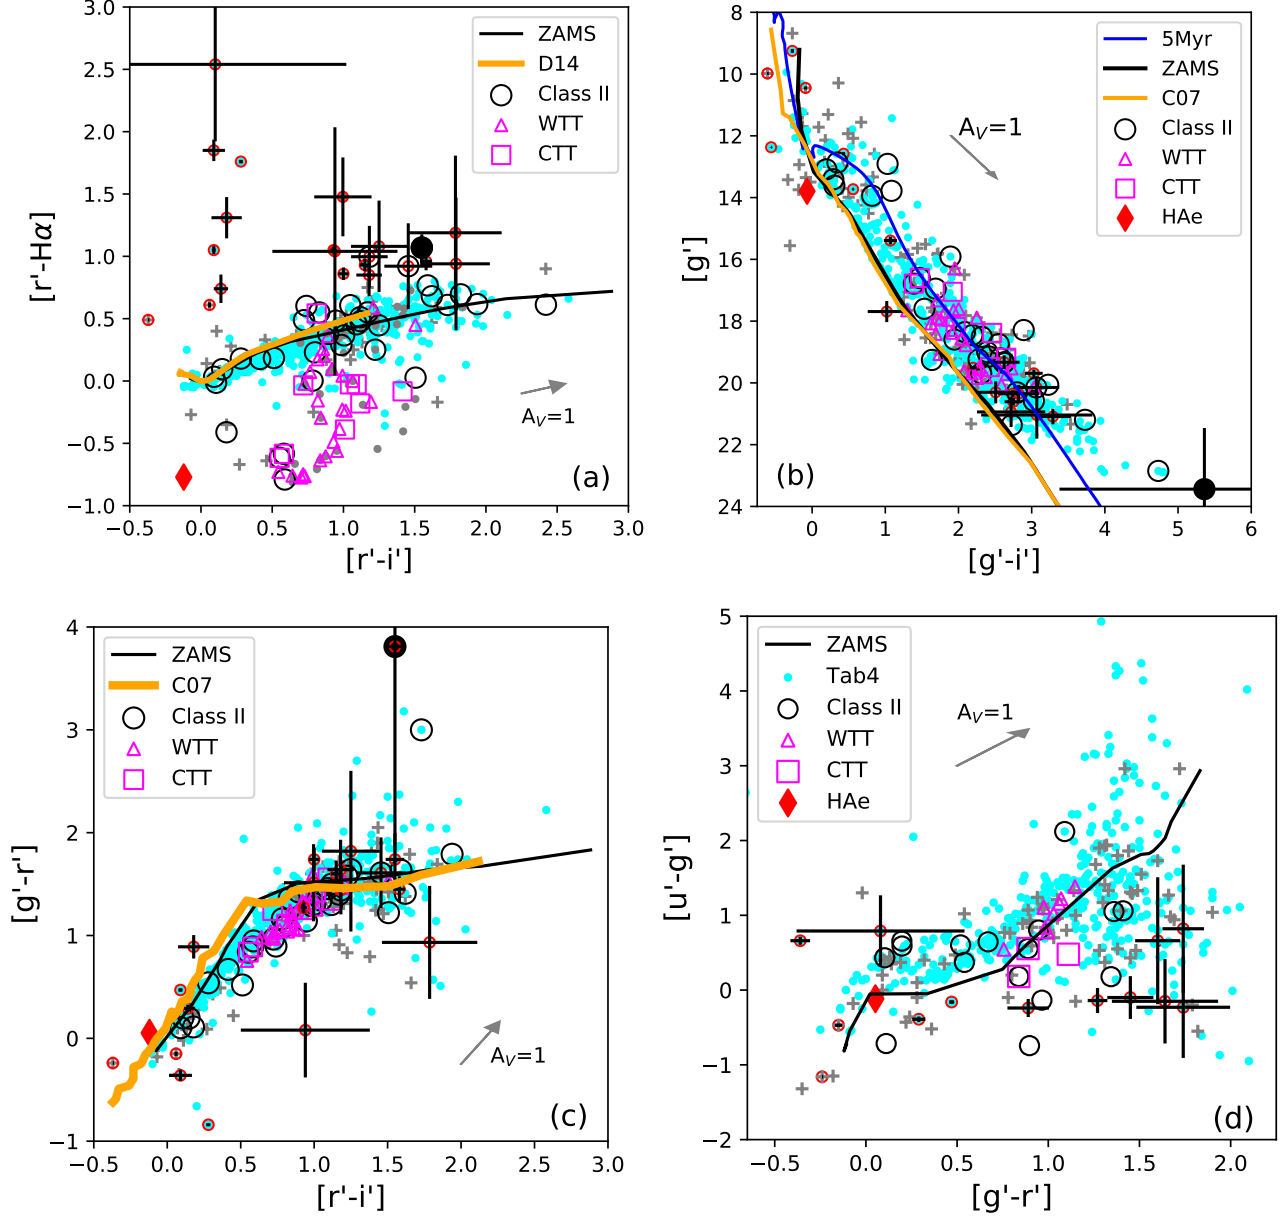 3.0
2.5
2.0
1.5
1.0
0.5
0.0
−0.5
−1.0
[r'-Hα]
ZAMS
D14
Class II
WTT
CTT
A_V=1
(a)
−0.5 0.0 0.5 1.0 1.5 2.0 2.5 3.0
[r'-i']
8
10
12
14
16
18
20
22
24
[g']
5Myr
ZAMS
C07
Class II
WTT
CTT
HAe
A_V=1
(b)
0 1 2 3 4 5 6
[g'-i']
4
3
2
1
0
−1
[g'-r']
ZAMS
C07
Class II
WTT
CTT
A_V=1
(c)
−0.5 0.0 0.5 1.0 1.5 2.0 2.5 3.0
[r'-i']
5
4
3
2
1
0
−1
−2
[u'-g']
ZAMS
Tab4
Class II
WTT
CTT
HAe
A_V=1
(d)
−0.5 0.0 0.5 1.0 1.5 2.0
[g'-r']